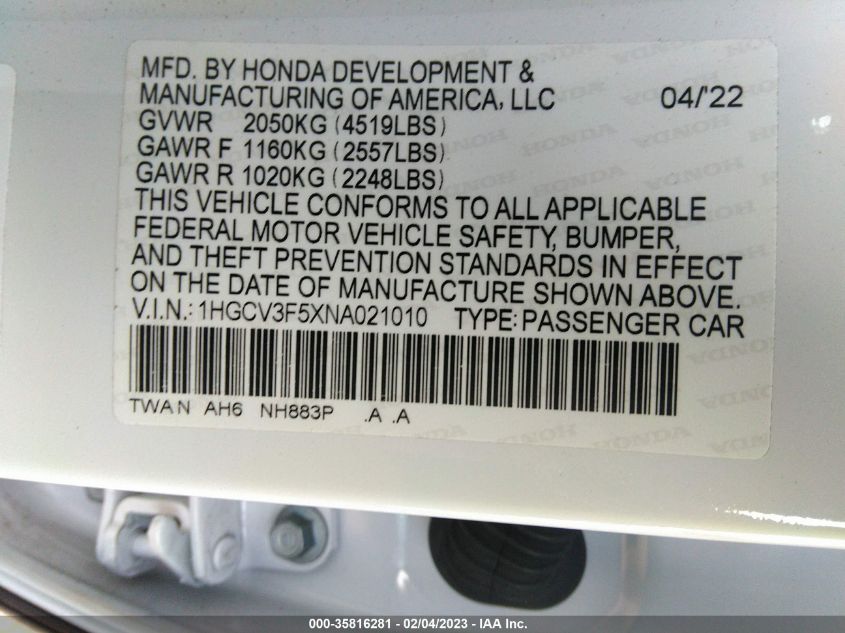 MFD. BY HONDA DEVELOPMENT &
MANUFACTURING OF AMERICA, LLC 04/'22
GVWR 2050KG (4519LBS)
GAWR F 1160KG (2557LBS)
GAWR R 1020KG (2248LBS)
THIS VEHICLE CONFORMS TO ALL APPLICABLE
FEDERAL MOTOR VEHICLE SAFETY, BUMPER,
AND THEFT PREVENTION STANDARDS IN EFFECT
ON THE DATE OF MANUFACTURE SHOWN ABOVE.
V.I.N.: 1HGCV3F5XNA021010 TYPE: PASSENGER CAR
TWAN AH6 NH883P .A .A
000-35816281 - 02/04/2023 - IAA Inc.